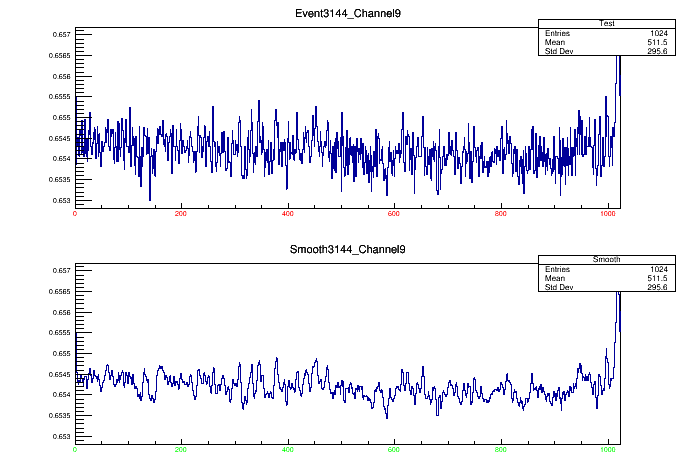 Event3144_Channel9
Test
Entries 1024
Mean 511.5
Std Dev 295.6
0.657
0.6565
0.656
0.6555
0.655
0.6545
0.654
0.6535
0.653
0 200 400 600 800 1000
Smooth3144_Channel9
Smooth
Entries 1024
Mean 511.5
Std Dev 295.6
0.657
0.6565
0.656
0.6555
0.655
0.6545
0.654
0.6535
0.653
0 200 400 600 800 1000